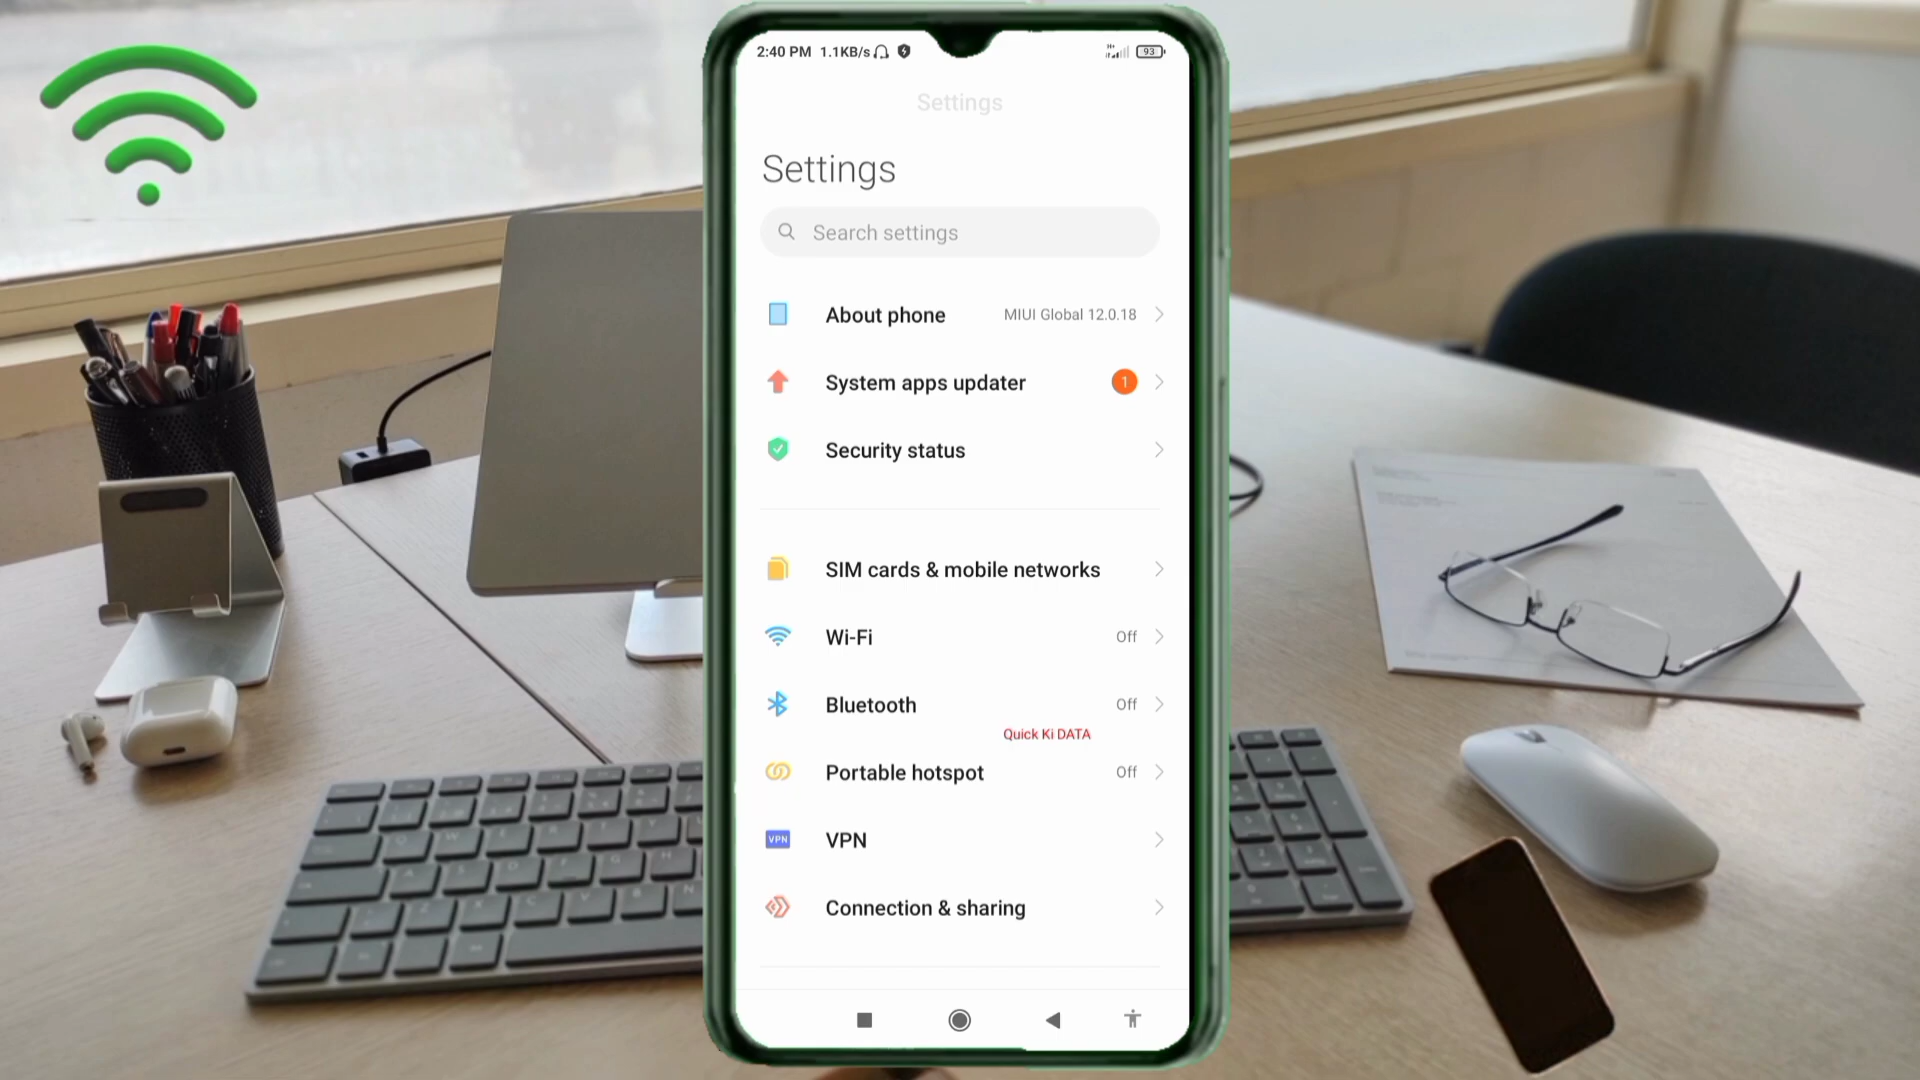 2:40 PM 1.1KB/s
93
Settings
Settings
Search settings
About phone MIUI Global 12.0.18
System apps updater 1
Security status
SIM cards & mobile networks
Wi-Fi Off
Bluetooth Off
Quick Ki DATA
Portable hotspot Off
VPN VPN
Connection & sharing